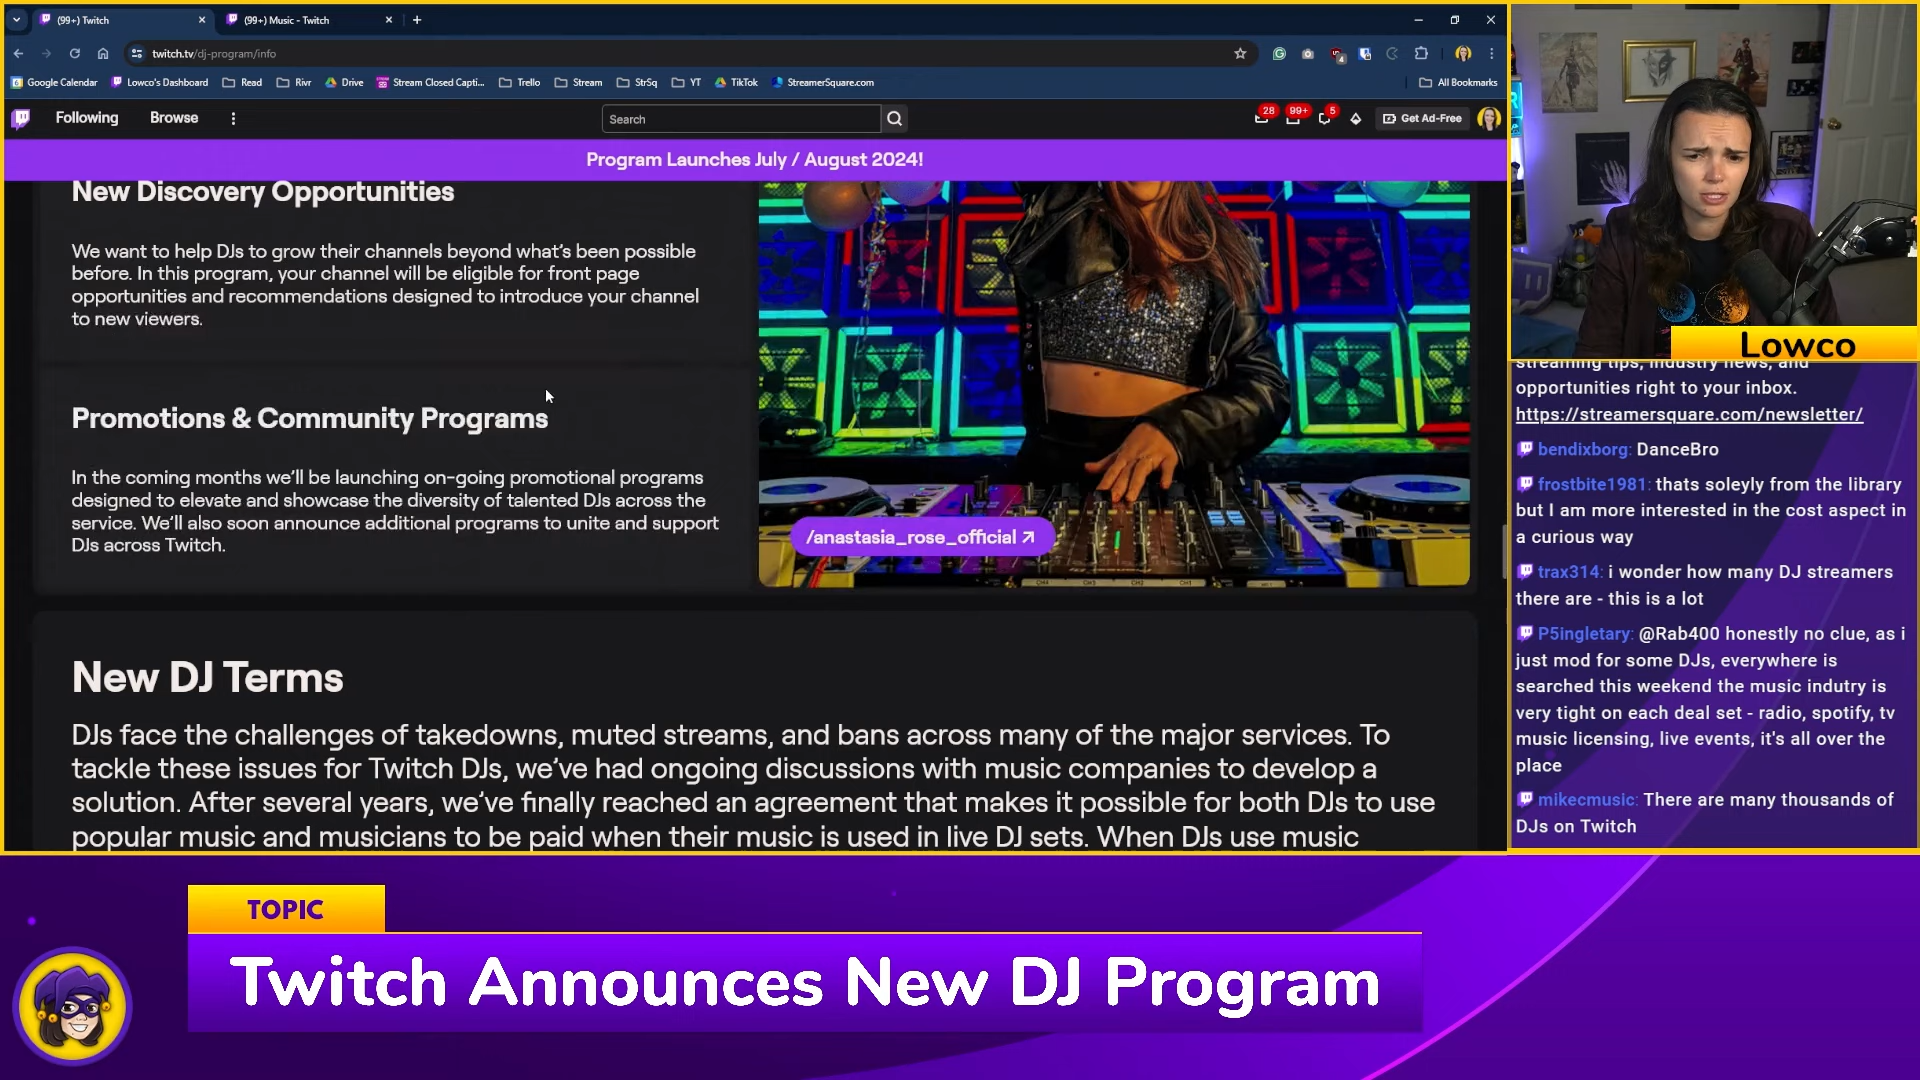 (99+) Twitch
(99+) Music - Twitch
twitch.tv/dj-program/info
Google Calendar
Lowco's Dashboard
Read
Rivr
Drive
Stream Closed Capti...
Trello
Stream
StrSq
YT
TikTok
StreamerSquare.com
All Bookmarks
Following
Browse
Search
28
99+
5
Get Ad-Free
Program Launches July / August 2024!
New Discovery Opportunities
We want to help DJs to grow their channels beyond what's been possible
before. In this program, your channel will be eligible for front page
opportunities and recommendations designed to introduce your channel
to new viewers.
Promotions & Community Programs
In the coming months we'll be launching on-going promotional programs
designed to elevate and showcase the diversity of talented DJs across the
service. We'll also soon announce additional programs to unite and support
DJs across Twitch.
/anastasia_rose_official
New DJ Terms
DJs face the challenges of takedowns, muted streams, and bans across many of the major services. To
tackle these issues for Twitch DJs, we've had ongoing discussions with music companies to develop a
solution. After several years, we've finally reached an agreement that makes it possible for both DJs to use
popular music and musicians to be paid when their music is used in live DJ sets. When DJs use music
Lowco
streaming tips, industry news, and
opportunities right to your inbox.
https://streamersquare.com/newsletter/
bendixborg: DanceBro
frostbite1981: thats soleyly from the library
but I am more interested in the cost aspect in
a curious way
trax314: i wonder how many DJ streamers
there are - this is a lot
P5ingletary: @Rab400 honestly no clue, as i
just mod for some DJs, everywhere is
searched this weekend the music indutry is
very tight on each deal set - radio, spotify, tv
music licensing, live events, it's all over the
place
mikecmusic: There are many thousands of
DJs on Twitch
TOPIC
Twitch Announces New DJ Program